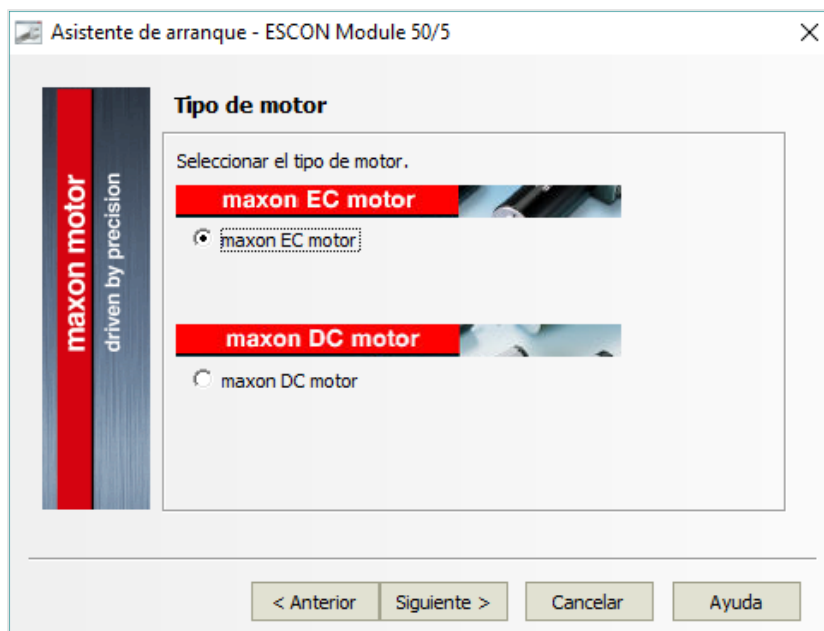 Asistente de arranque - ESCON Module 50/5
maxon motor
driven by precision
Tipo de motor
Seleccionar el tipo de motor.
maxon EC motor
maxon EC motor
maxon DC motor
maxon DC motor
< Anterior
Siguiente >
Cancelar
Ayuda